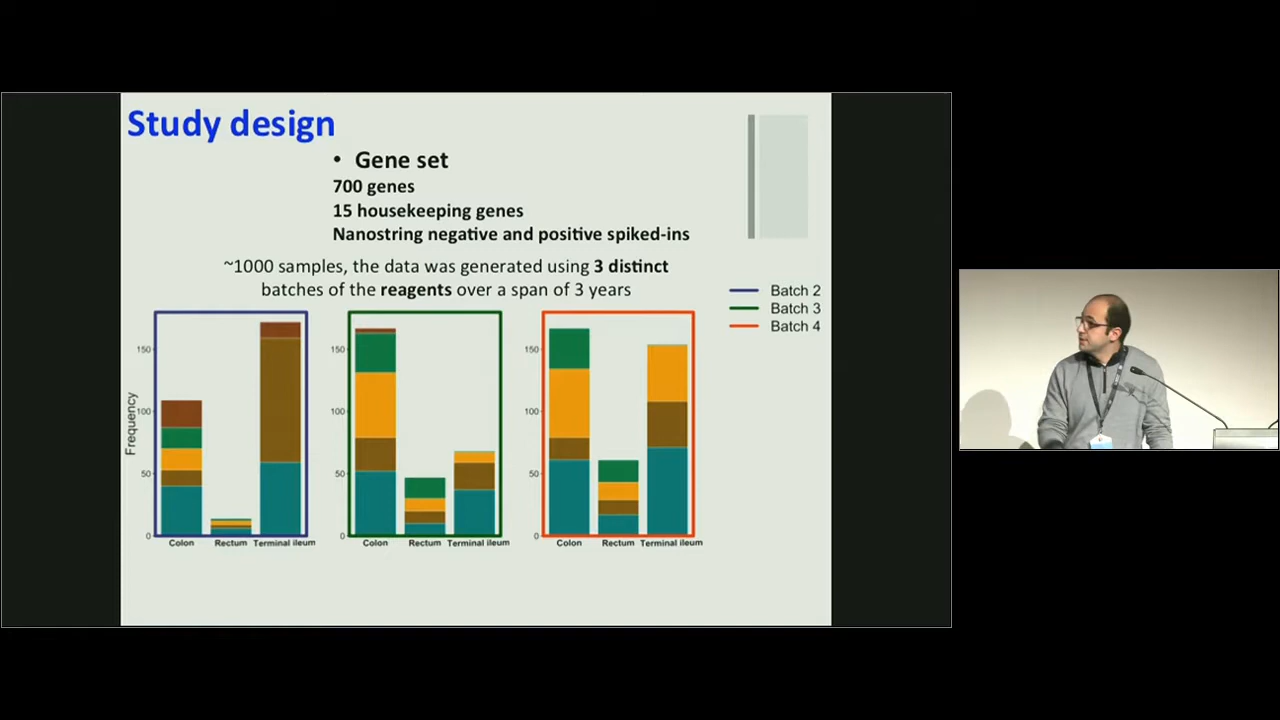 Study design
• Gene set
700 genes
15 housekeeping genes
Nanostring negative and positive spiked-ins
~1000 samples, the data was generated using 3 distinct
batches of the reagents over a span of 3 years
Batch 2
Batch 3
Batch 4
Frequency
150
100
50
0
Colon Rectum Terminal ileum
150
100
50
0
Colon Rectum Terminal ileum
150
100
50
0
Colon Rectum Terminal ileum